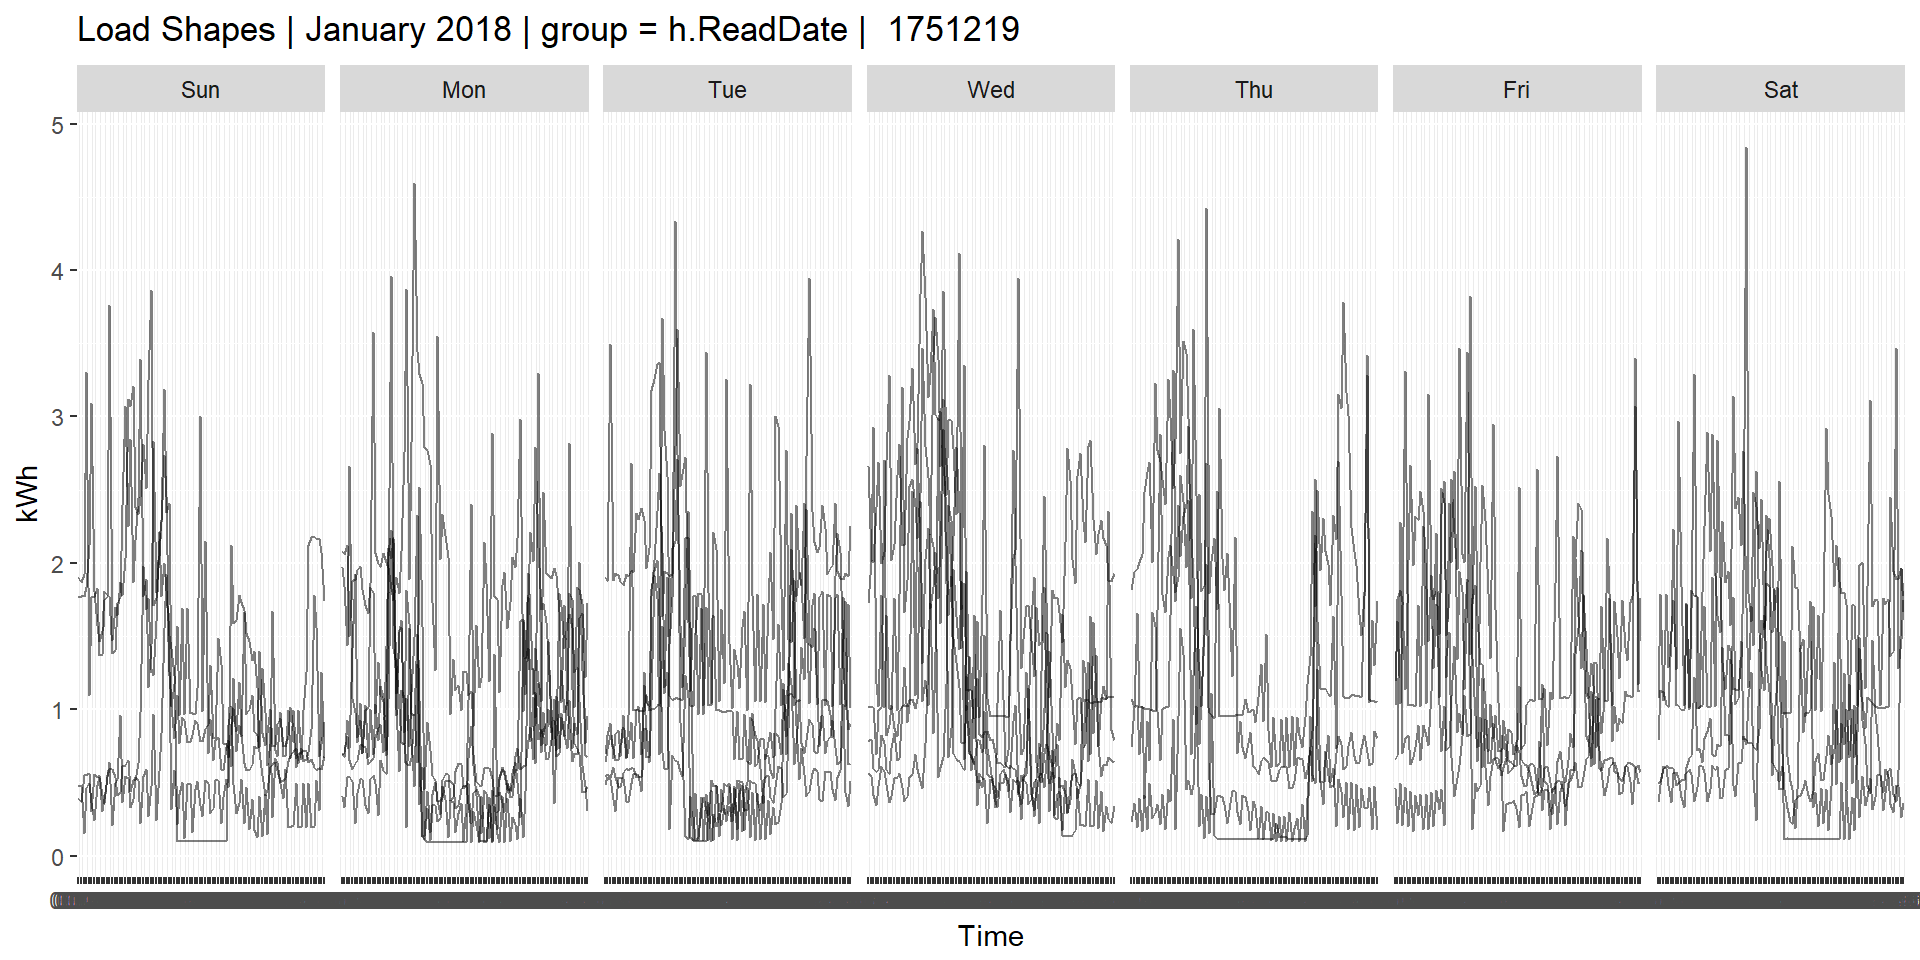 Load Shapes | January 2018 | group = h.ReadDate |  1751219
Sun Mon Tue Wed Thu Fri Sat
5
4
3
2
1
0
kWh
Time